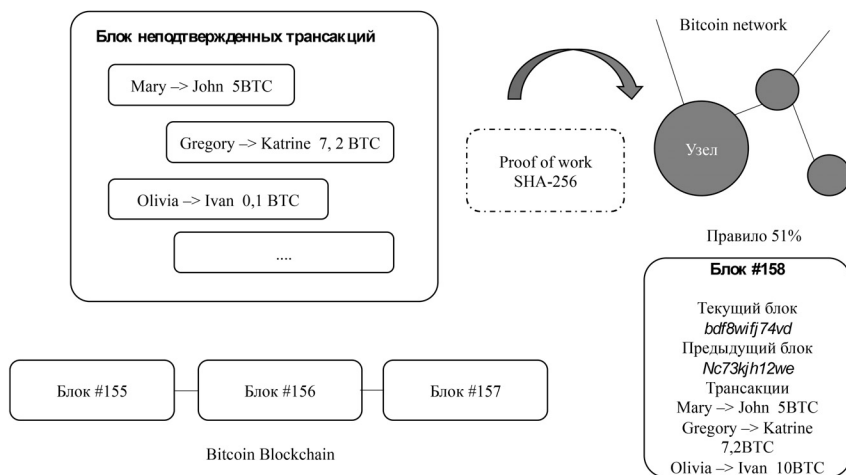 Блок неподтвержденных трансакций
Mary –> John 5BTC
Gregory –> Katrine 7, 2 BTC
Olivia –> Ivan 0,1 BTC
....
Proof of work
SHA-256
Bitcoin network
Узел
Правило 51%
Блок #158
Текущий блок
bdf8wifj74vd
Предыдущий блок
Nc73kjh12we
Трансакции
Mary –> John 5BTC
Gregory –> Katrine
7,2BTC
Olivia –> Ivan 10BTC
Блок #155
Блок #156
Блок #157
Bitcoin Blockchain